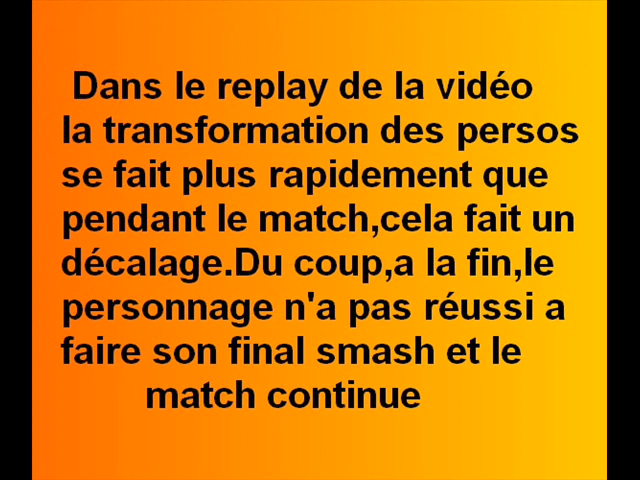 Dans le replay de la vidéo
la transformation des persos
se fait plus rapidement que
pendant le match,cela fait un
décalage.Du coup,a la fin,le
personnage n'a pas réussi a
faire son final smash et le
match continue